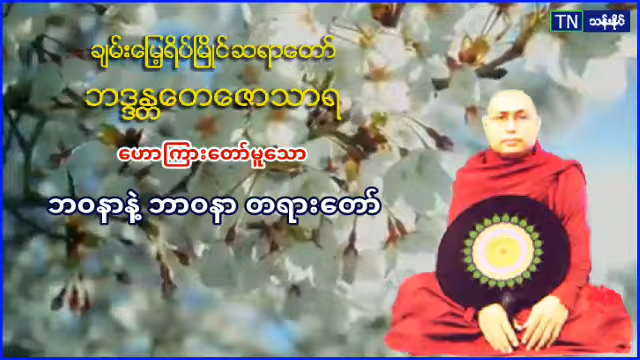 TN သန်းနိုင်
ချမ်းမြေ့ရိပ်မြိုင်ဆရာတော်
ဘဒ္ဒန္တတေဇောသာရ
ဟောကြားတော်မူသော
ဘဝနာနဲ့ ဘာဝနာ တရားတော်